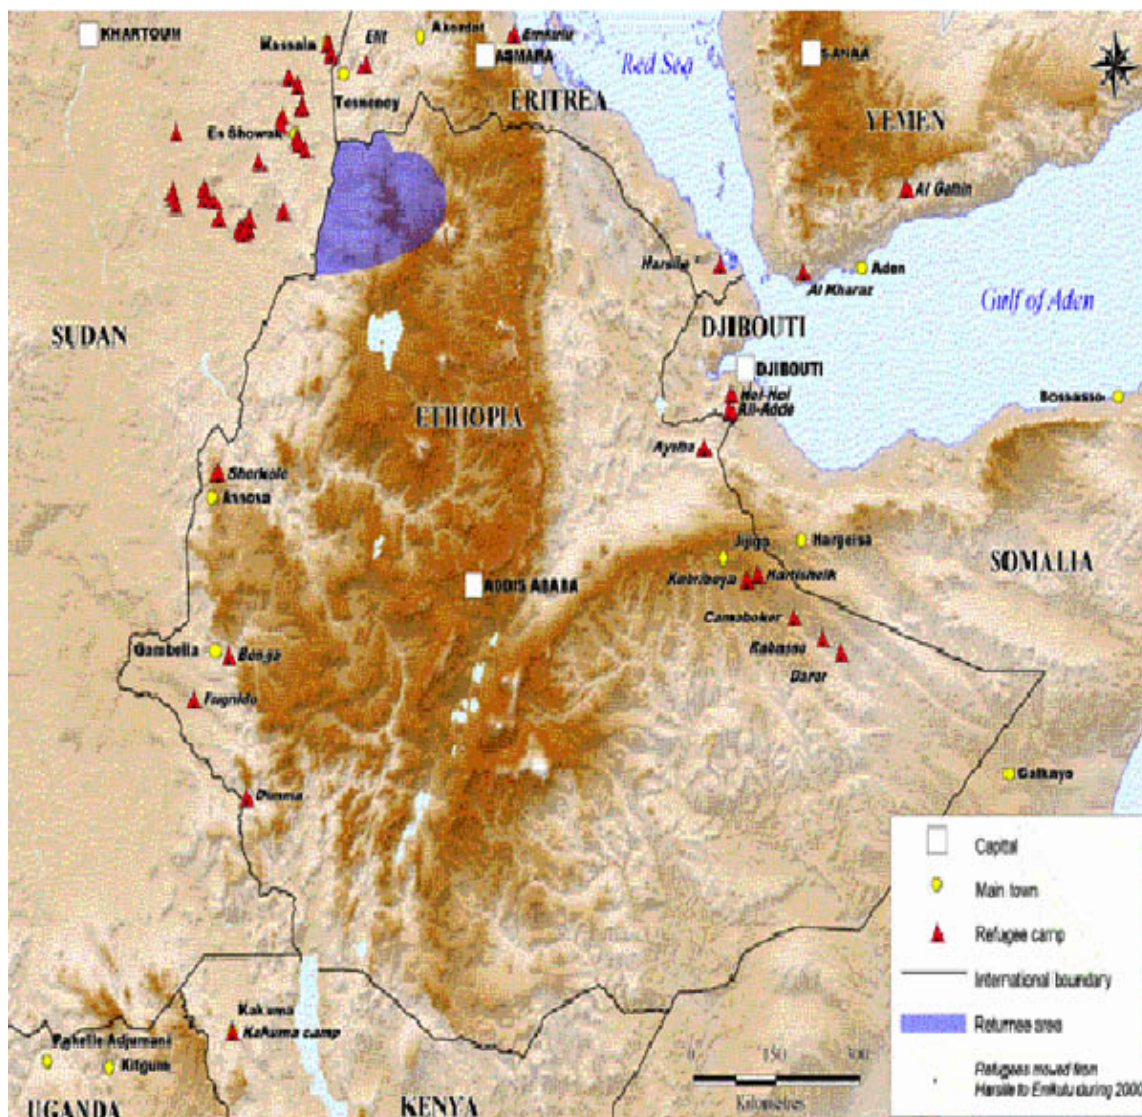 KHARTOUM
Kassala
Elit
Akordat
Emkulu
ASMARA
SANAA
Red Sea
Tesseney
ERITREA
YEMEN
Es Showak
Al Gahin
Harsile
Aden
Al Kharaz
Gulf of Aden
SUDAN
DJIBOUTI
DJIBOUTI
Hol-Hol
Ali-Adde
Bossasso
ETHIOPIA
Aysha
Sherkole
Assosa
Jijiga
Hargeisa
SOMALIA
ADDIS ABABA
Kebribeyah
Hartisheik
Camaboker
Gambella
Bonga
Rabasso
Daror
Fugnido
Galkayo
Dimma
Capital
Main town
Refugee camp
International boundary
Returnee area
Refugees moved from
Harsile to Emkulu during 2000
Kakuma
Kakuma camp
Adjumani
Kitgum
0 150 300
Kilometres
UGANDA
KENYA